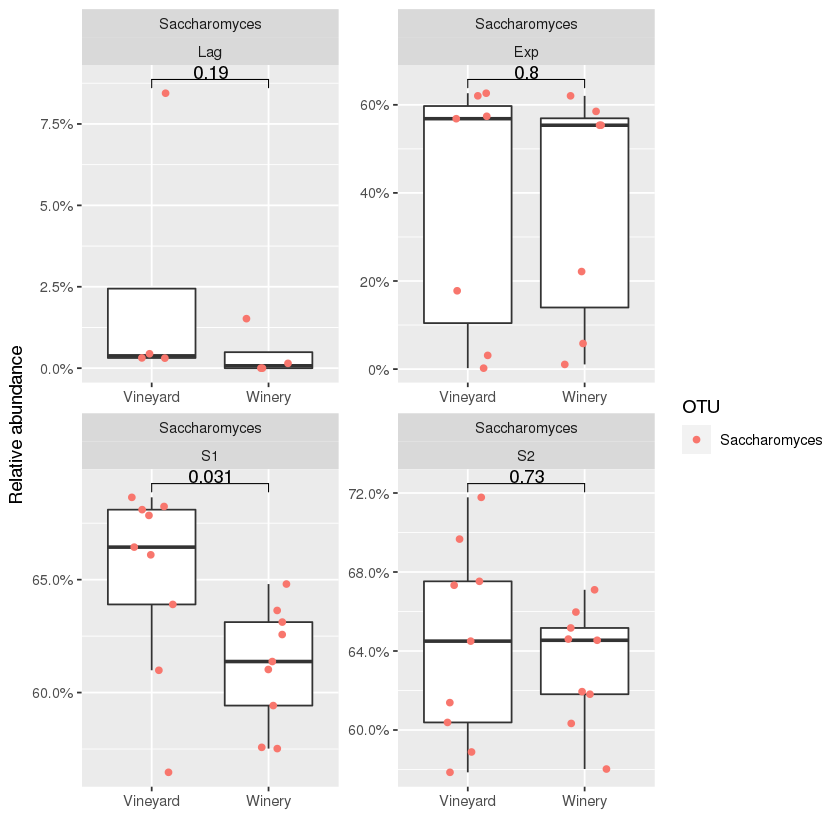 Relative abundance
Saccharomyces
Lag
0.19
7.5%
5.0%
2.5%
0.0%
Vineyard
Winery
Saccharomyces
Exp
0.8
60%
40%
20%
0%
Vineyard
Winery
Saccharomyces
S1
0.031
65.0%
60.0%
Vineyard
Winery
Saccharomyces
S2
0.73
72.0%
68.0%
64.0%
60.0%
Vineyard
Winery
OTU
Saccharomyces